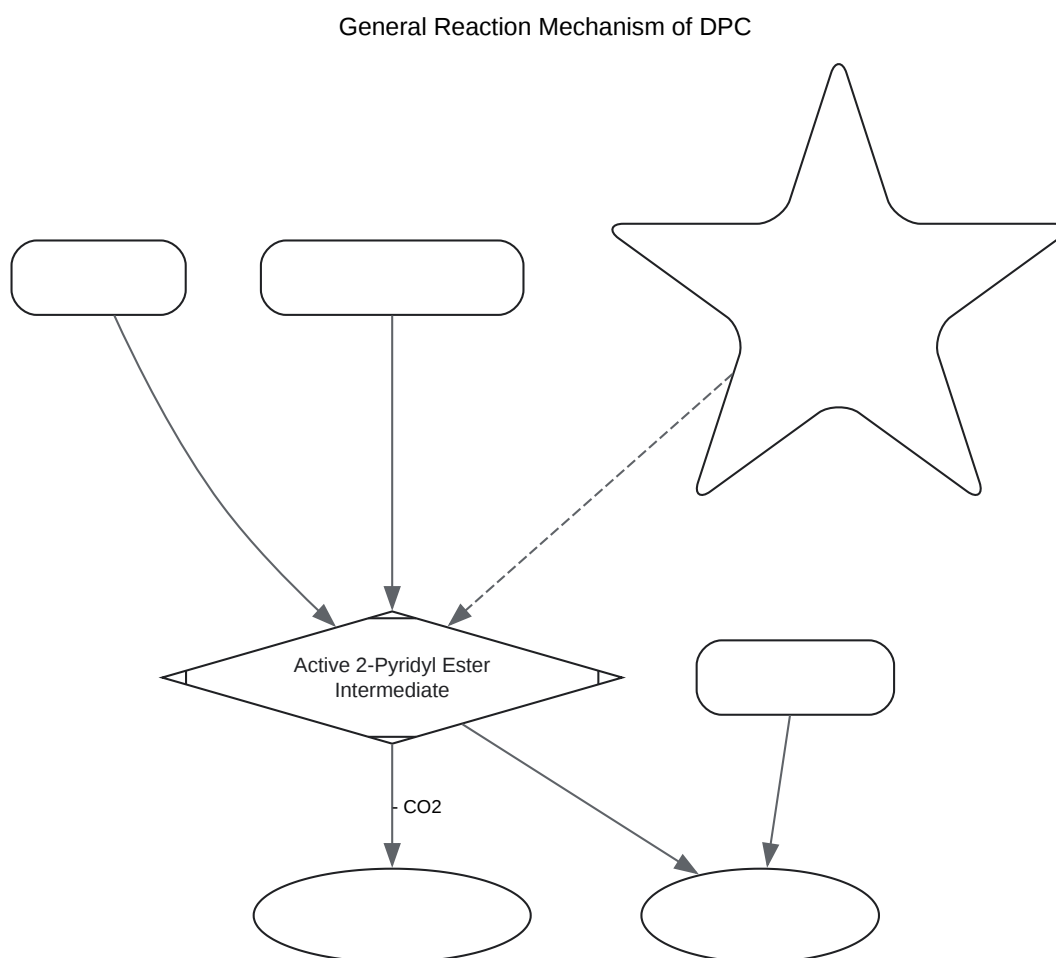 General Reaction Mechanism of DPC
Active 2-Pyridyl Ester
Intermediate
- CO2